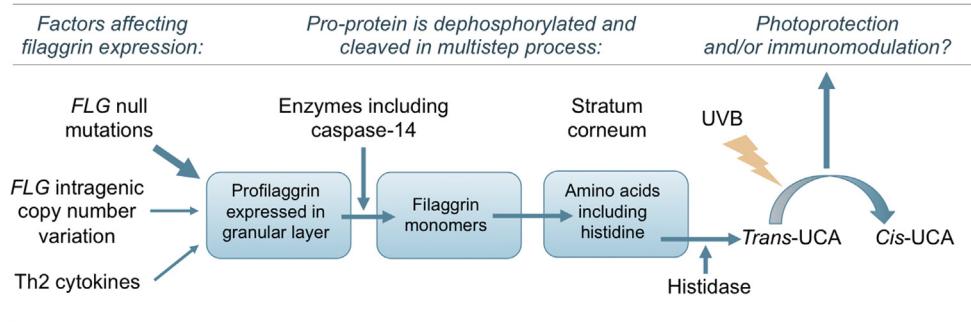 Factors affecting
filaggrin expression:
Pro-protein is dephosphorylated and
cleaved in multistep process:
Photoprotection
and/or immunomodulation?
FLG null
mutations
Enzymes including
caspase-14
Stratum
corneum
UVB
FLG intragenic
copy number
variation
Profilaggrin
expressed in
granular layer
Filaggrin
monomers
Amino acids
including
histidine
Trans-UCA
Cis-UCA
Th2 cytokines
Histidase